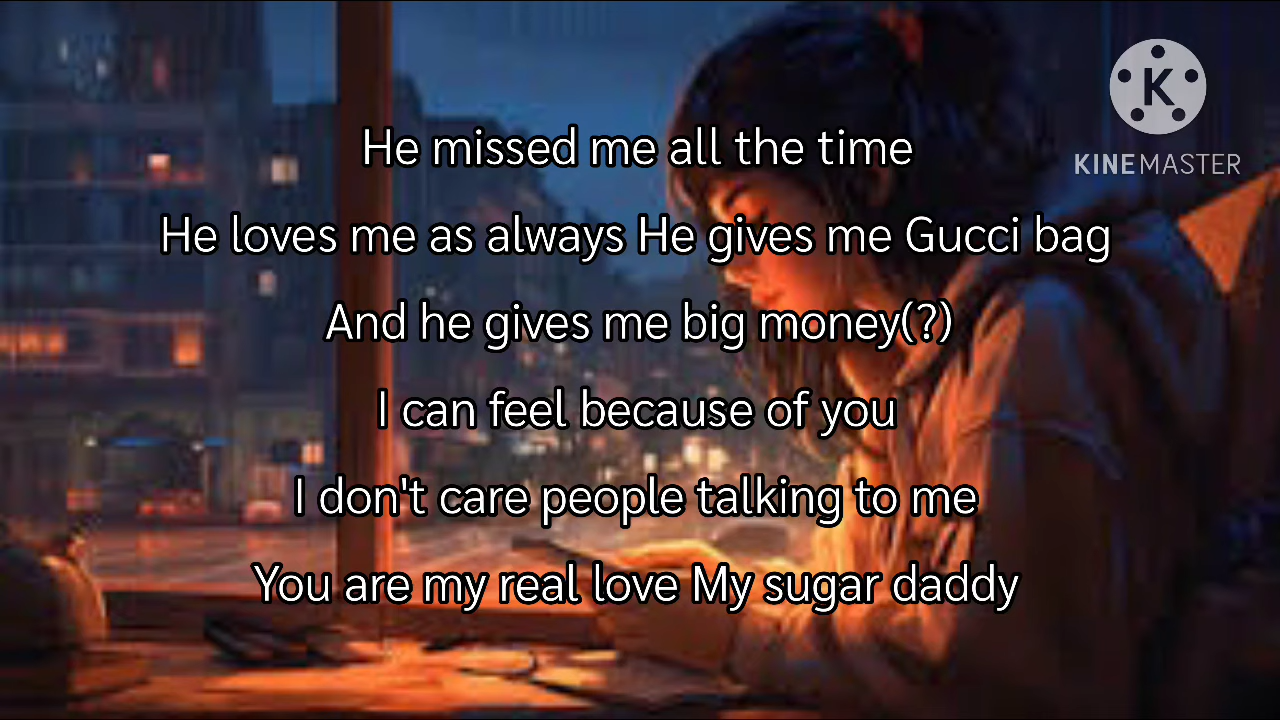 He missed me all the time
He loves me as always He gives me Gucci bag
And he gives me big money(?)
I can feel because of you
I don't care people talking to me
You are my real love My sugar daddy
K
KINEMASTER